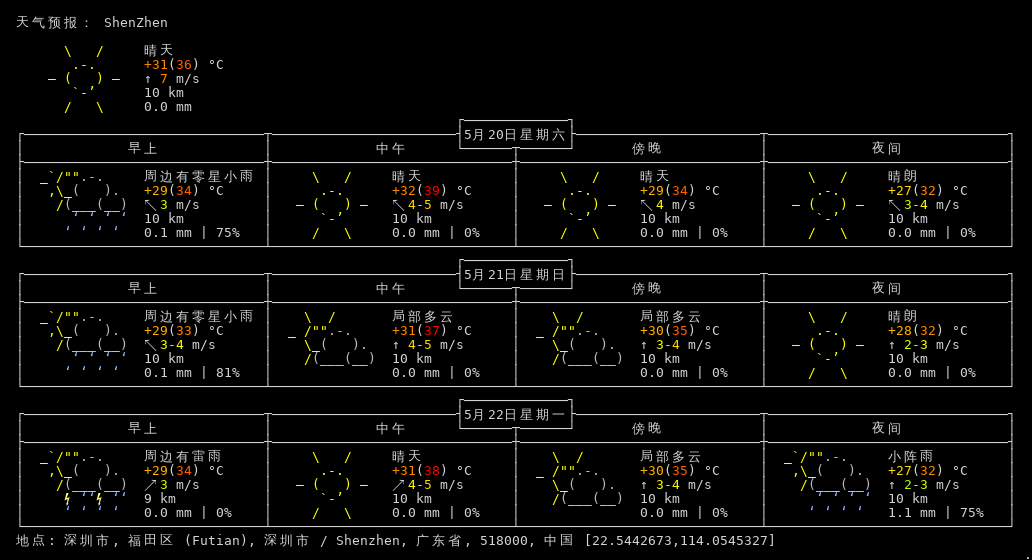 天气预报： ShenZhen
晴天
+31(36) °C
↑ 7 m/s
10 km
0.0 mm
5月20日星期六
早上 中午 傍晚 夜间
周边有零星小雨 晴天 晴天 晴朗
+29(34) °C +32(39) °C +29(34) °C +27(32) °C
↖ 3 m/s ↖ 4-5 m/s ↖ 4 m/s ↖ 3-4 m/s
10 km 10 km 10 km 10 km
0.1 mm | 75% 0.0 mm | 0% 0.0 mm | 0% 0.0 mm | 0%
5月21日星期日
早上 中午 傍晚 夜间
周边有零星小雨 局部多云 局部多云 晴朗
+29(33) °C +31(37) °C +30(35) °C +28(32) °C
↖ 3-4 m/s ↑ 4-5 m/s ↑ 3-4 m/s ↑ 2-3 m/s
10 km 10 km 10 km 10 km
0.1 mm | 81% 0.0 mm | 0% 0.0 mm | 0% 0.0 mm | 0%
5月22日星期一
早上 中午 傍晚 夜间
周边有雷雨 晴天 局部多云 小阵雨
+29(34) °C +31(38) °C +30(35) °C +27(32) °C
↗ 3 m/s ↗ 4-5 m/s ↑ 3-4 m/s ↑ 2-3 m/s
9 km 10 km 10 km 10 km
0.0 mm | 0% 0.0 mm | 0% 0.0 mm | 0% 1.1 mm | 75%
地点: 深圳市, 福田区 (Futian), 深圳市 / Shenzhen, 广东省, 518000, 中国 [22.5442673,114.0545327]